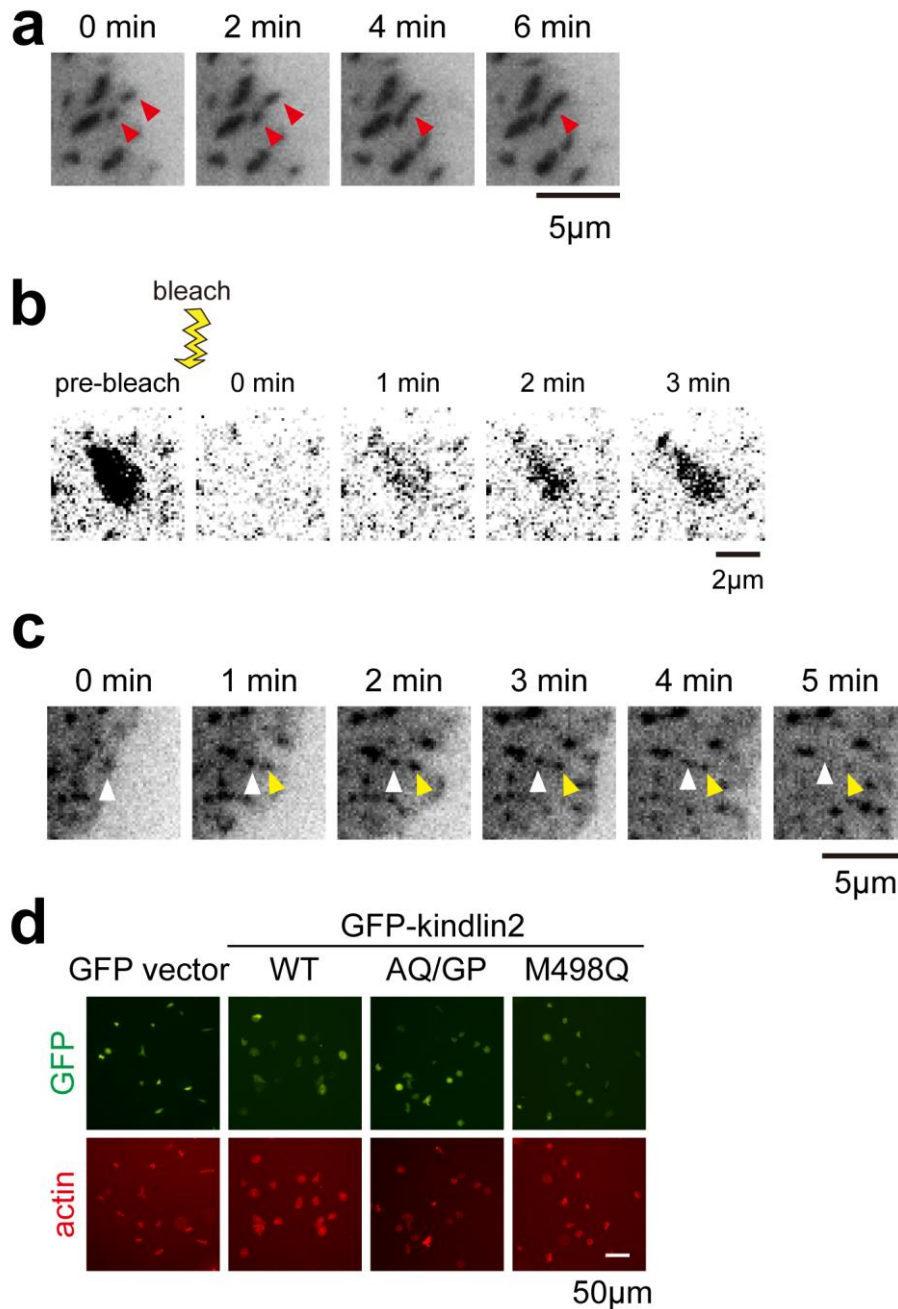 a
0 min 2 min 4 min 6 min
5μm
bleach
b
pre-bleach 0 min 1 min 2 min 3 min
2μm
c
0 min 1 min 2 min 3 min 4 min 5 min
5μm
d
GFP-kindlin2
GFP vector WT AQ/GP M498Q
GFP
actin
50μm